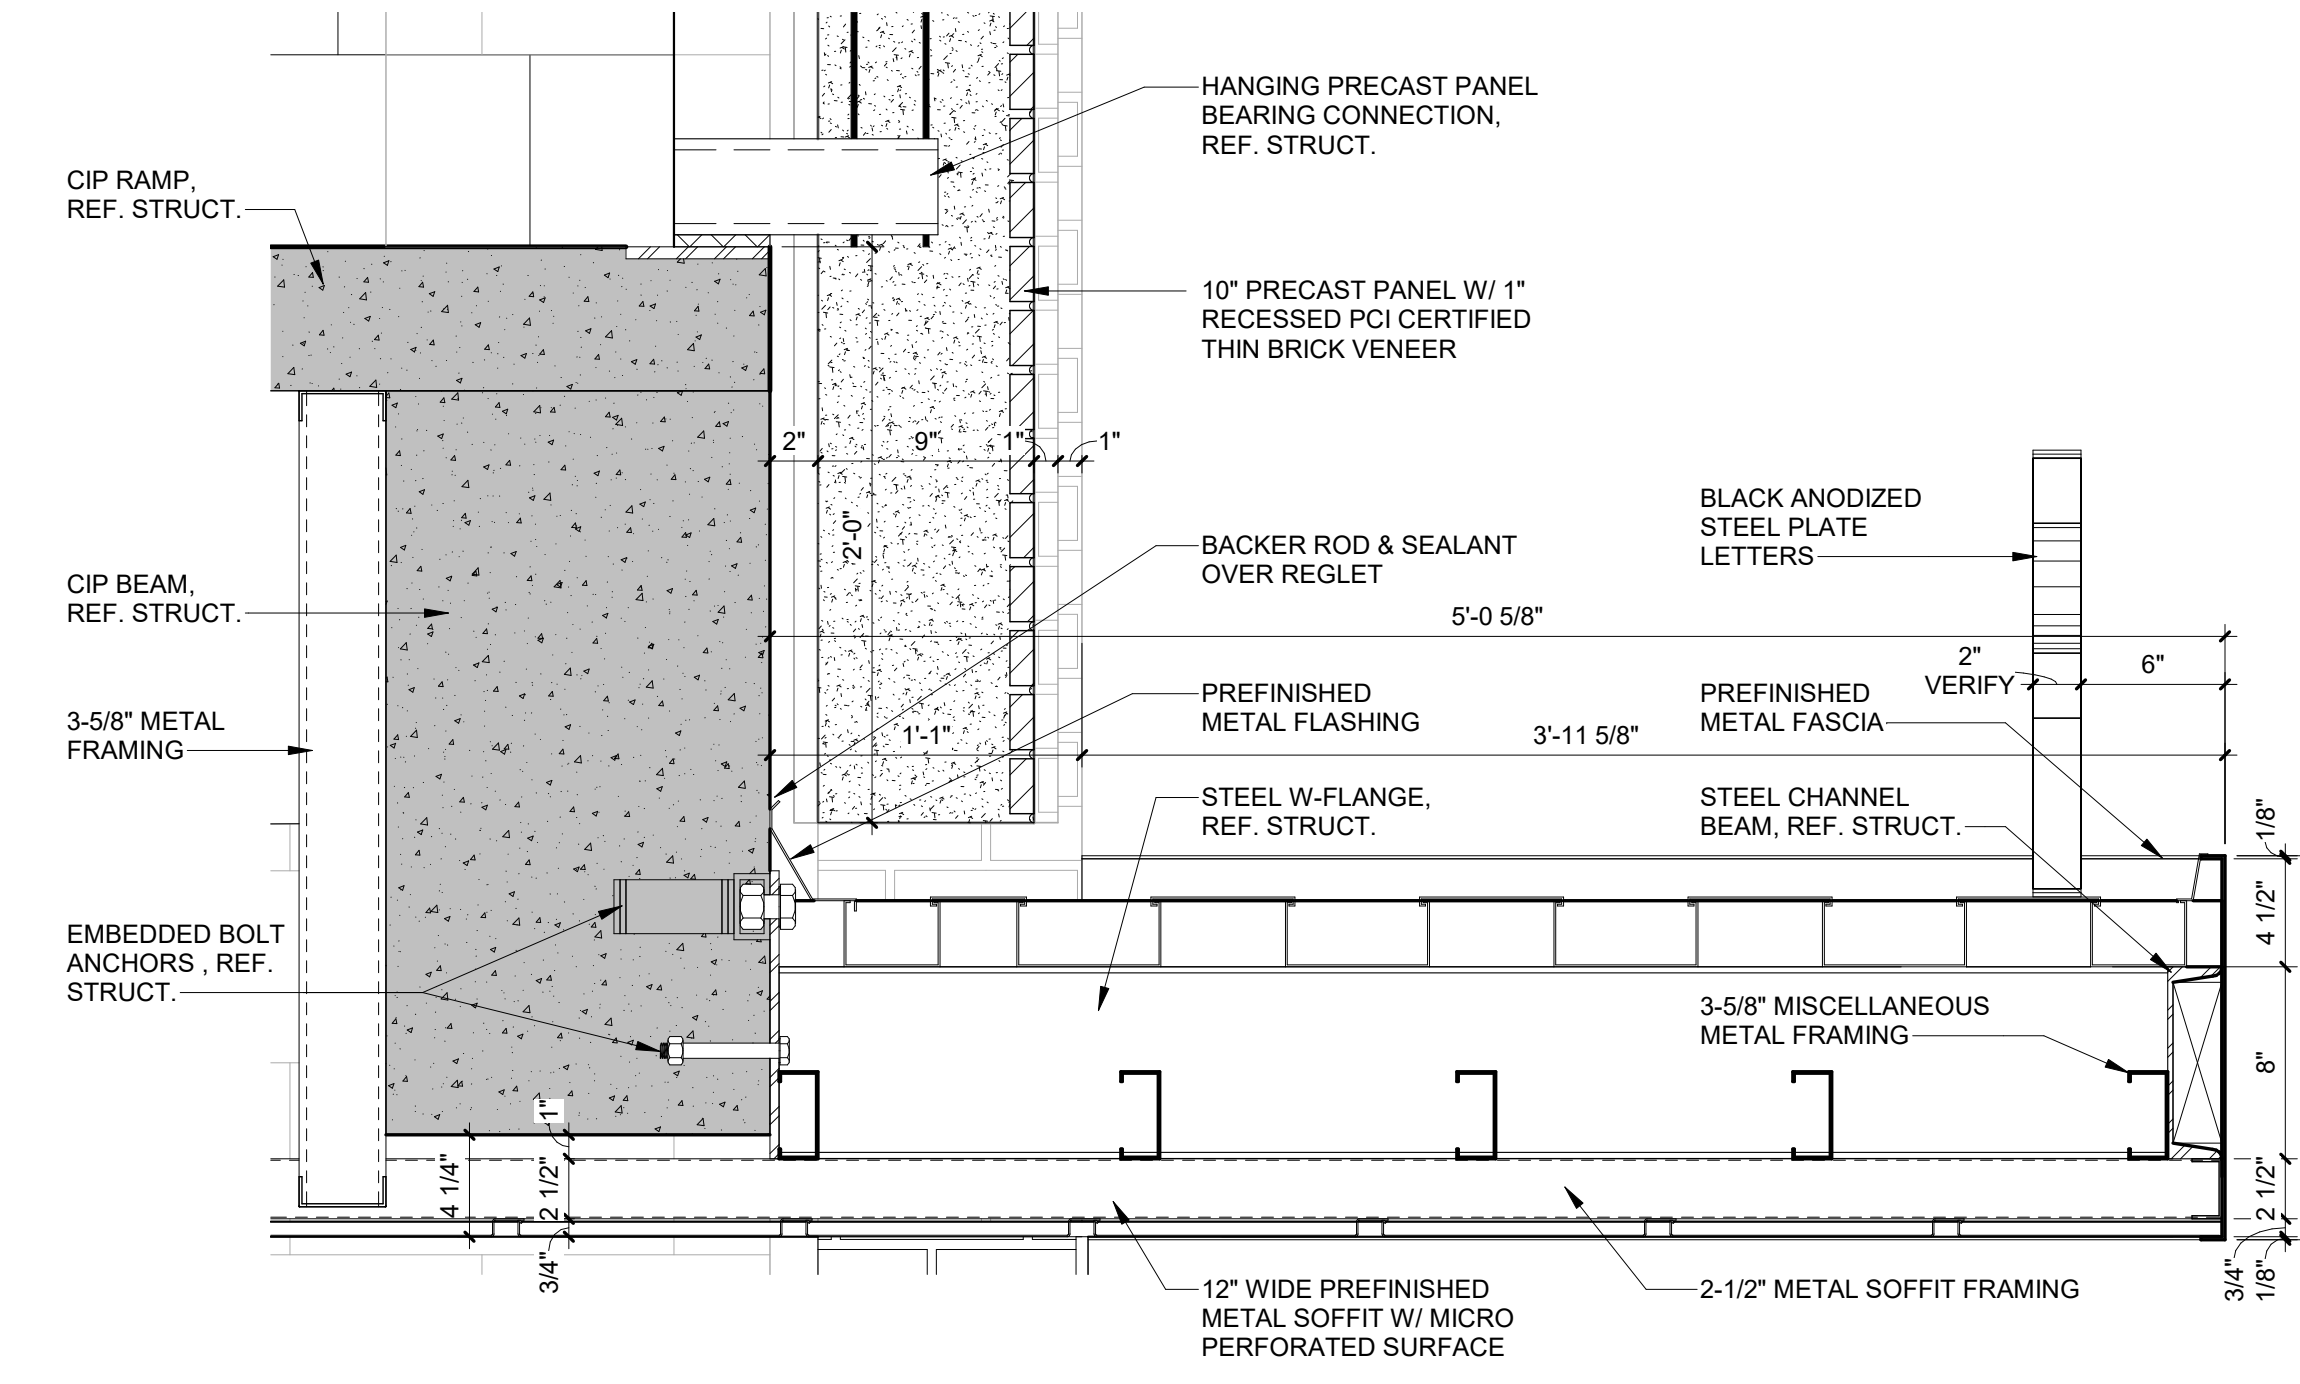 HANGING PRECAST PANEL
BEARING CONNECTION,
REF. STRUCT.
CIP RAMP,
REF. STRUCT.
10" PRECAST PANEL W/ 1"
RECESSED PCI CERTIFIED
THIN BRICK VENEER
2"
9"
1"
1"
BLACK ANODIZED
STEEL PLATE
LETTERS
2'-0"
BACKER ROD & SEALANT
OVER REGLET
CIP BEAM,
REF. STRUCT.
5'-0 5/8"
2"
VERIFY
6"
PREFINISHED
METAL FLASHING
PREFINISHED
METAL FASCIA
3-5/8" METAL
FRAMING
1'-1"
3'-11 5/8"
STEEL W-FLANGE,
REF. STRUCT.
STEEL CHANNEL
BEAM, REF. STRUCT.
1/8"
4 1/2"
EMBEDDED BOLT
ANCHORS , REF.
STRUCT.
3-5/8" MISCELLANEOUS
METAL FRAMING
8"
1"
4 1/4"
2 1/2"
3/4"
2 1/2"
3/4"
1/8"
12" WIDE PREFINISHED
METAL SOFFIT W/ MICRO
PERFORATED SURFACE
2-1/2" METAL SOFFIT FRAMING